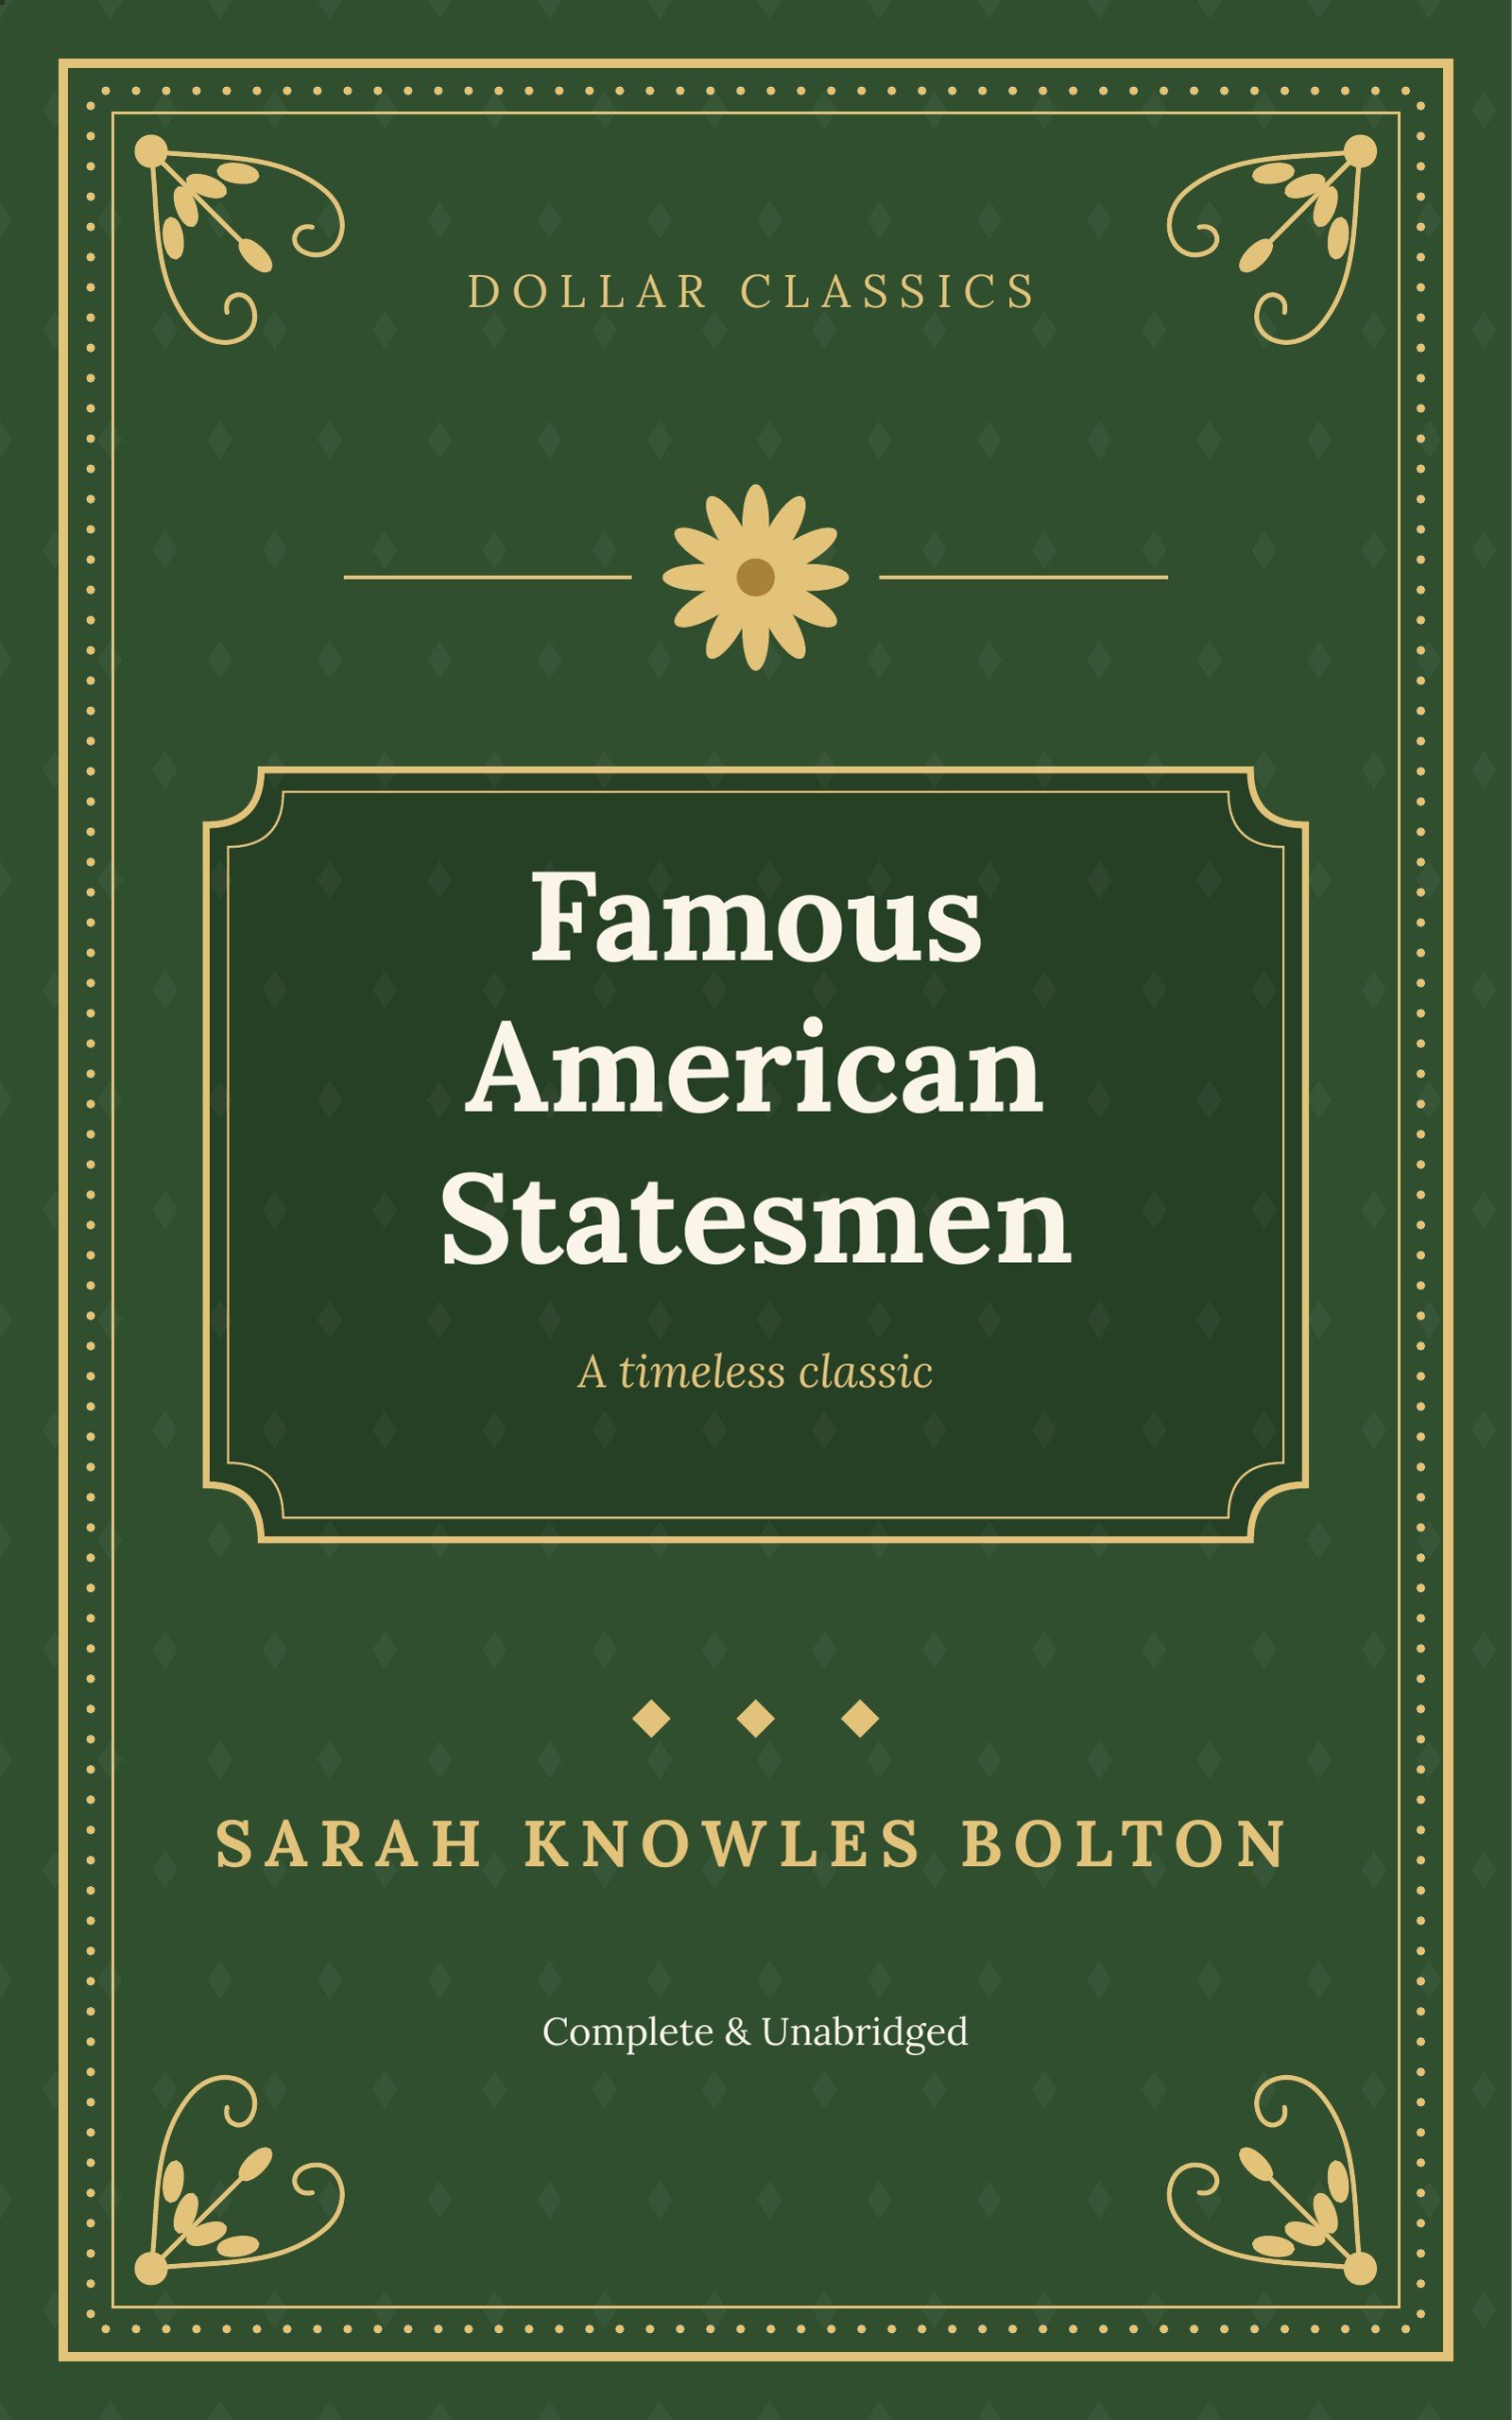 DOLLAR CLASSICS
Famous
American
Statesmen
A timeless classic
SARAH KNOWLES BOLTON
Complete & Unabridged